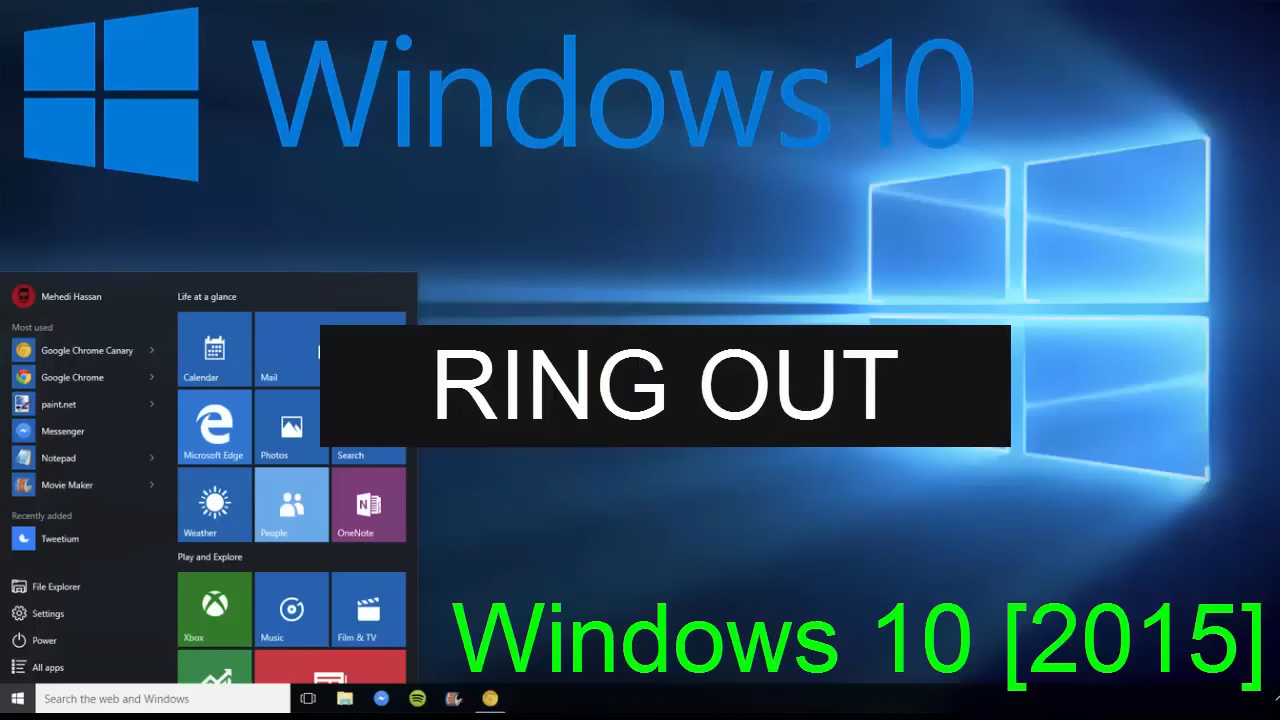 Windows 10
Mehedi Hassan
Life at a glance
Most used
Google Chrome Canary
Google Chrome
paint.net
Messenger
Notepad
Movie Maker
Recently added
Tweetium
File Explorer
Settings
Power
All apps
Calendar
Mail
Microsoft Edge
Photos
Search
Weather
People
OneNote
Play and Explore
Xbox
Music
Film & TV
RING OUT
Windows 10 [2015]
Search the web and Windows